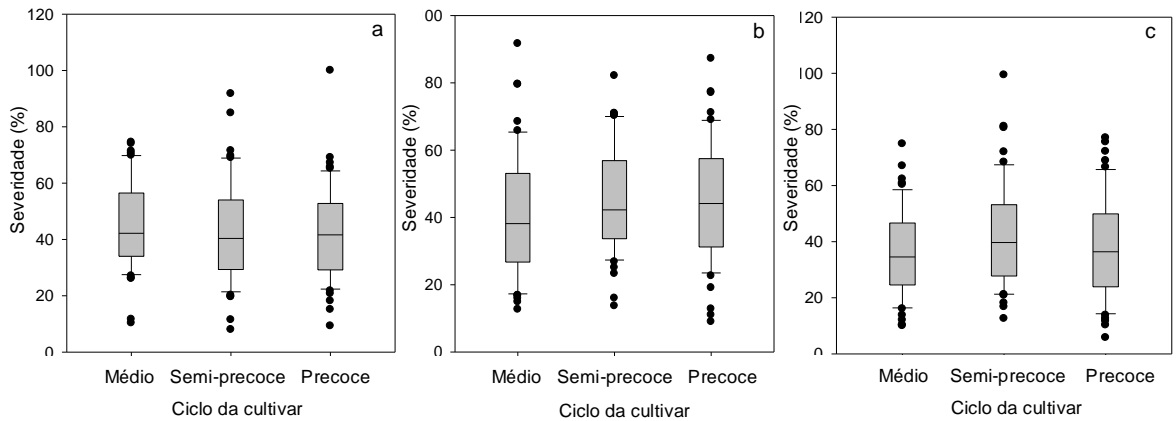 a
120
100
80
60
40
20
0
Severidade (%)
Médio Semi-precoce Precoce
Ciclo da cultivar
b
00
80
60
40
20
0
Severidade (%)
Médio Semi-precoce Precoce
Ciclo da cultivar
c
120
100
80
60
40
20
0
Severidade (%)
Médio Semi-precoce Precoce
Ciclo da cultivar